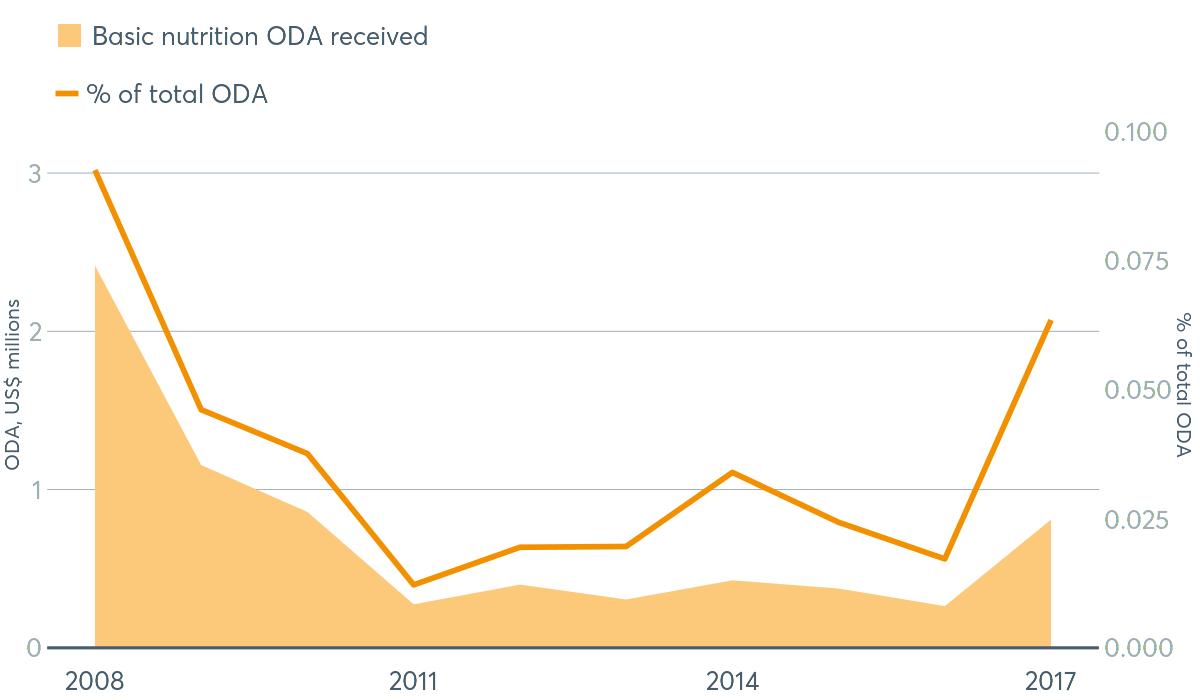 Basic nutrition ODA received
% of total ODA
0.100
3
0.075
2
0.050
1
0.025
0
0.000
ODA, US$ millions
% of total ODA
2008 2011 2014 2017